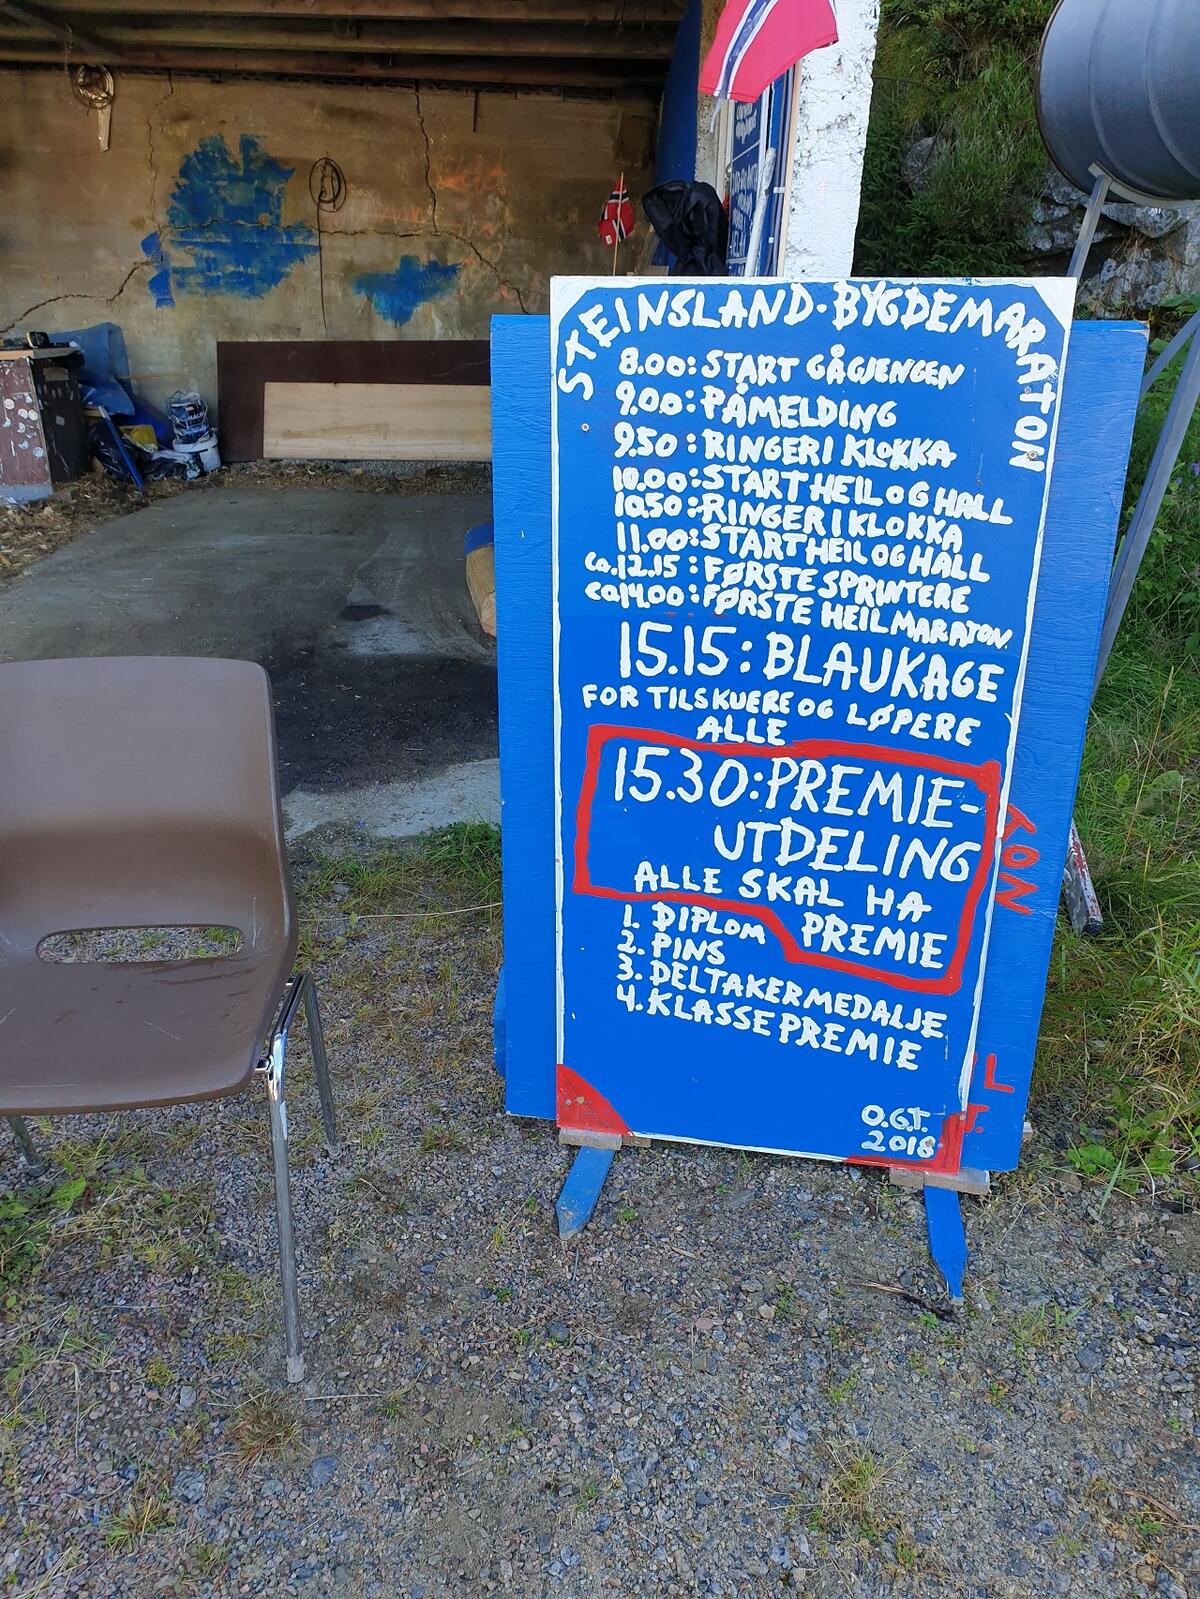 STEINSLAND·BYGDEMARATON
8.00: START GÅGJENGEN
9.00: PÅMELDING
9.50: RINGER I KLOKKA
10.00: START HEIL OG HALL
10.50: RINGER I KLOKKA
11.00: START HEIL OG HALL
ca.12.15: FØRSTE SPRINTERE
ca14.00: FØRSTE HEILMARATON.
15.15: BLAUKAGE
FOR TILSKUERE OG LØPERE
ALLE
15.30: PREMIE-
UTDELING
ALLE SKAL HA
PREMIE
1. DIPLOM
2. PINS
3. DELTAKERMEDALJE
4. KLASSEPREMIE
O.G.T.
2018
TON
IL
T.